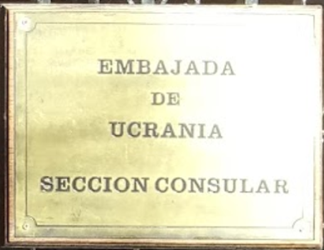 EMBAJADA
DE
UCRANIA
SECCION CONSULAR